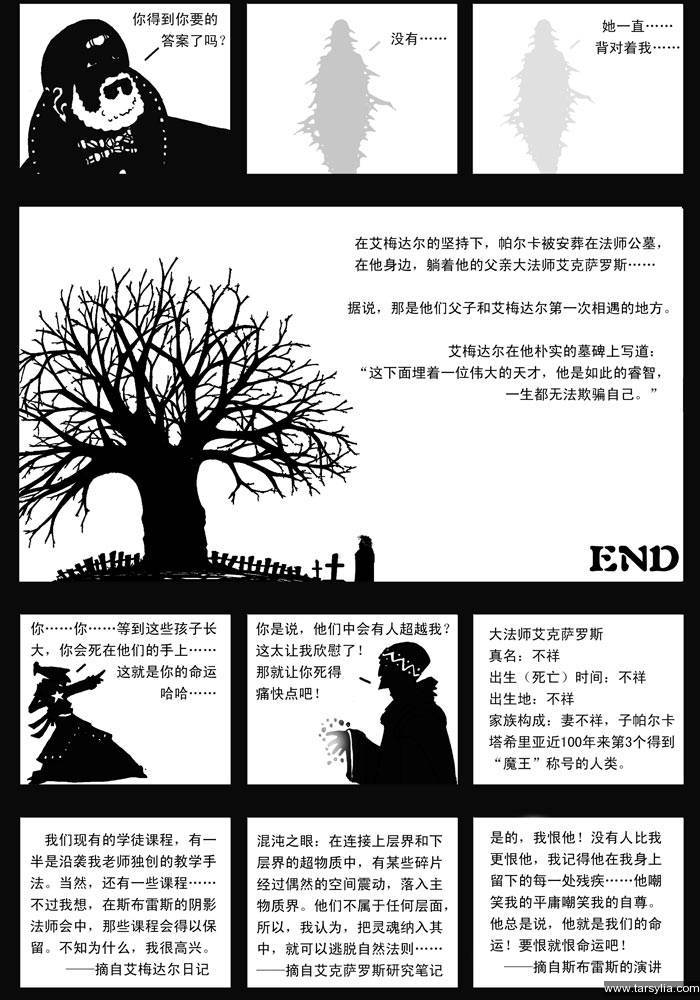 你得到你要的
答案了吗？
没有……
她一直……
背对着我……
在艾梅达尔的坚持下，帕尔卡被安葬在法师公墓，
在他身边，躺着他的父亲大法师艾克萨罗斯……
据说，那是他们父子和艾梅达尔第一次相遇的地方。
艾梅达尔在他朴实的墓碑上写道：
“这下面埋着一位伟大的天才，他是如此的睿智，
一生都无法欺骗自己。”
END
你……你……等到这些孩子长
大，你会死在他们的手上……
这就是你的命运
哈哈……
你是说，他们中会有人超越我？
这太让我欣慰了！
那就让你死得
痛快点吧！
大法师艾克萨罗斯
真名：不祥
出生（死亡）时间：不祥
出生地：不祥
家族构成：妻不祥，子帕尔卡
塔希里亚近100年来第3个得到
“魔王”称号的人类。
我们现有的学徒课程，有一
半是沿袭我老师独创的教学手
法。当然，还有一些课程……
不过我想，在斯布雷斯的阴影
法师会中，那些课程会得以保
留。不知为什么，我很高兴。
——摘自艾梅达尔日记
混沌之眼：在连接上层界和下
层界的超物质中，有某些碎片
经过偶然的空间震动，落入主
物质界。他们不属于任何层面，
所以，我认为，把灵魂纳入其
中，就可以逃脱自然法则……
——摘自艾克萨罗斯研究笔记
是的，我恨他！没有人比我
更恨他，我记得他在我身上
留下的每一处残疾……他嘲
笑我的平庸嘲笑我的自尊。
他总是说，他就是我们的命
运！要恨就恨命运吧！
——摘自斯布雷斯的演讲
www.tarsylia.com